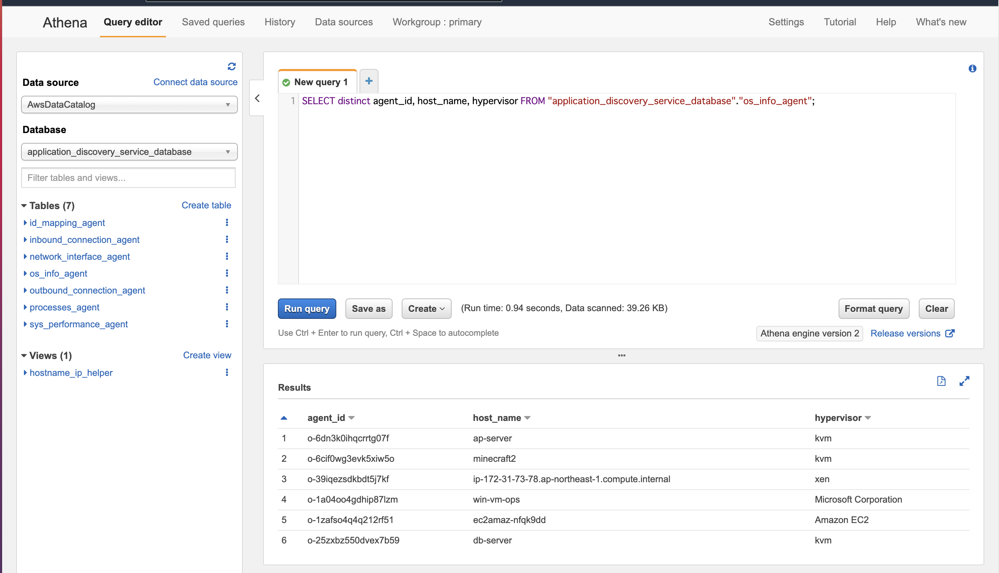 Athena Query editor Saved queries History Data sources Workgroup : primary Settings Tutorial Help What's new
Data source Connect data source
AwsDataCatalog
Database
application_discovery_service_database
Filter tables and views...
Tables (7) Create table
id_mapping_agent
inbound_connection_agent
network_interface_agent
os_info_agent
outbound_connection_agent
processes_agent
sys_performance_agent
Views (1) Create view
hostname_ip_helper
New query 1
1 SELECT distinct agent_id, host_name, hypervisor FROM "application_discovery_service_database"."os_info_agent";
Run query Save as Create (Run time: 0.94 seconds, Data scanned: 39.26 KB) Format query Clear
Use Ctrl + Enter to run query, Ctrl + Space to autocomplete Athena engine version 2 Release versions
Results
agent_id host_name hypervisor
1 o-6dn3k0ihqcrrtg07f ap-server kvm
2 o-6cif0wg3evk5xiw5o minecraft2 kvm
3 o-39iqezsdkbdt5j7kf ip-172-31-73-78.ap-northeast-1.compute.internal xen
4 o-1a04oo4gdhip87lzm win-vm-ops Microsoft Corporation
5 o-1zafso4q4q212rf51 ec2amaz-nfqk9dd Amazon EC2
6 o-25zxbz550dvex7b59 db-server kvm